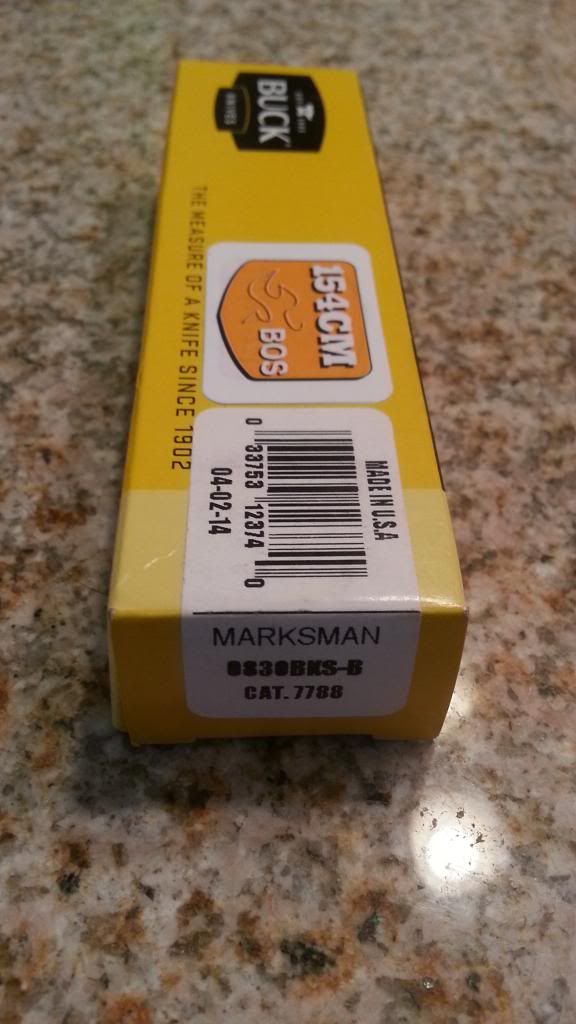 BUCK
KNIVES
THE MEASURE OF A KNIFE SINCE 1902
154CM
BOS
MADE IN U.S.A
0 33753 12374 0
04-02-14
MARKSMAN
0830BKS-B
CAT. 7788